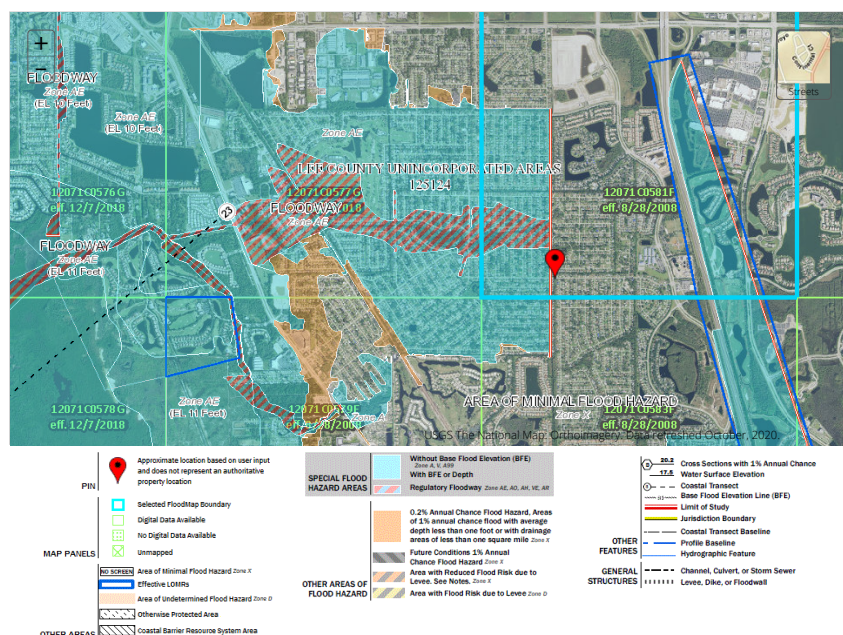 +
−
Streets
FLOODWAY
Zone AE
(EL 10 Feet)
Zone AE
(EL 10 Feet)
Zone AE
LEE COUNTY UNINCORPORATED AREAS
125124
12071C0576G
eff. 12/7/2018
12071C0577G
2018
12071C0581F
eff. 8/28/2008
FLOODWAY
Zone AE
23
FLOODWAY
Zone AE
(EL 11 Feet)
Zone AE
(EL 11 Feet)
12071C0578G
eff. 12/7/2018
8/28/2008
Zone A
AREA OF MINIMAL FLOOD HAZARD
Zone X
12071C0583F
eff. 8/28/2008
USGS The National Map: Orthoimagery. Data refreshed October, 2020.
PIN
Approximate location based on user input
and does not represent an authoritative
property location
MAP PANELS
Selected FloodMap Boundary
Digital Data Available
No Digital Data Available
Unmapped
NO SCREEN Area of Minimal Flood Hazard Zone X
Effective LOMRs
Area of Undetermined Flood Hazard Zone D
Otherwise Protected Area
Coastal Barrier Resource System Area
OTHER AREAS
SPECIAL FLOOD
HAZARD AREAS
Without Base Flood Elevation (BFE)
Zone A, V, A99
With BFE or Depth
Regulatory Floodway Zone AE, AO, AH, VE, AR
0.2% Annual Chance Flood Hazard, Areas
of 1% annual chance flood with average
depth less than one foot or with drainage
areas of less than one square mile Zone X
Future Conditions 1% Annual
Chance Flood Hazard Zone X
Area with Reduced Flood Risk due to
Levee. See Notes. Zone X
Area with Flood Risk due to Levee Zone D
OTHER AREAS OF
FLOOD HAZARD
20.2
Cross Sections with 1% Annual Chance
17.5 Water Surface Elevation
Coastal Transect
Base Flood Elevation Line (BFE)
Limit of Study
Jurisdiction Boundary
Coastal Transect Baseline
OTHER
FEATURES
Profile Baseline
Hydrographic Feature
GENERAL
STRUCTURES
Channel, Culvert, or Storm Sewer
Levee, Dike, or Floodwall